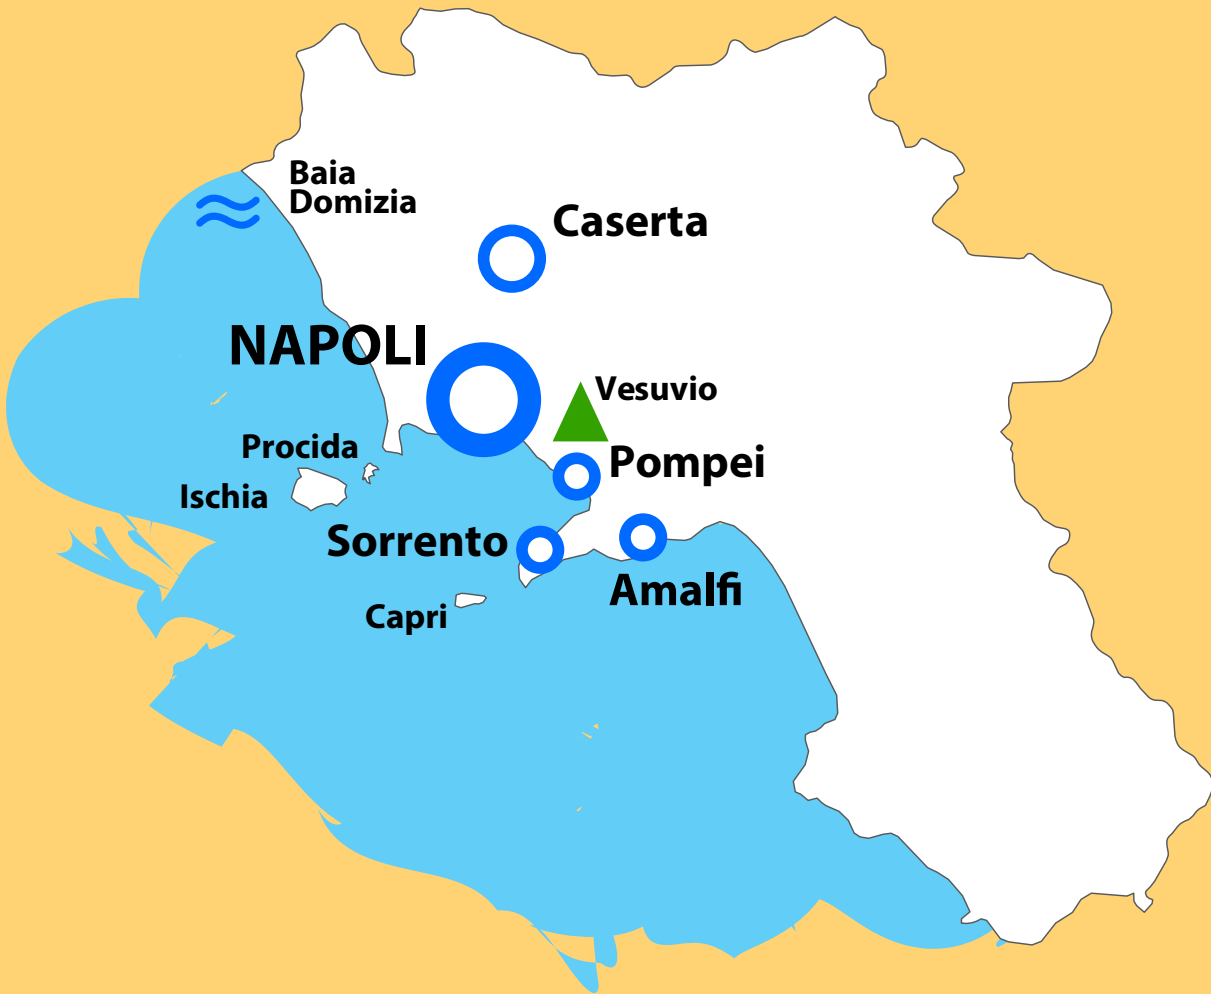 Baia
Domizia
Caserta
NAPOLI
Vesuvio
Procida
Pompei
Ischia
Sorrento
Amalfi
Capri